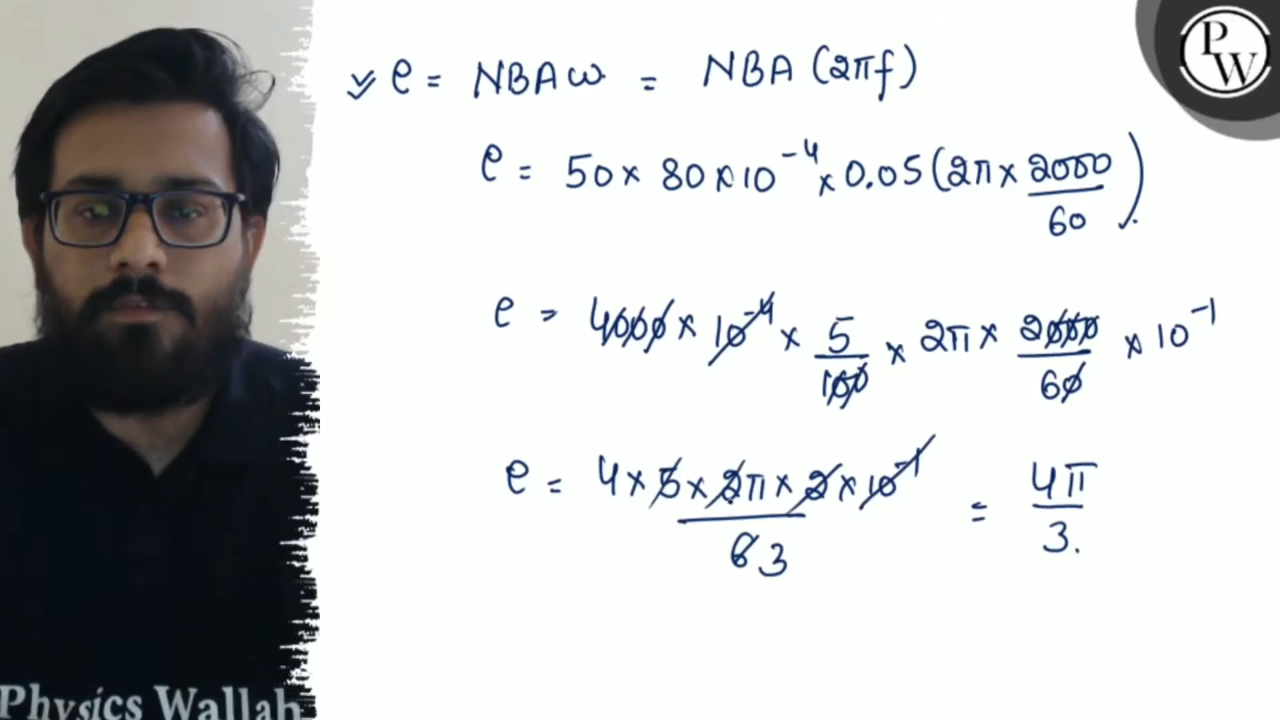 PW
e = NBAω = NBA (2πf)
e = 50 × 80 × 10⁻⁴ × 0.05 (2π × 2000/60)
e = 4000 × 10⁻⁴ × 5/100 × 2π × 2000/60 × 10⁻¹
e = 4 × 5 × 2π × 2 × 10⁻¹ / 6 3 = 4π/3.
Physics Wallah